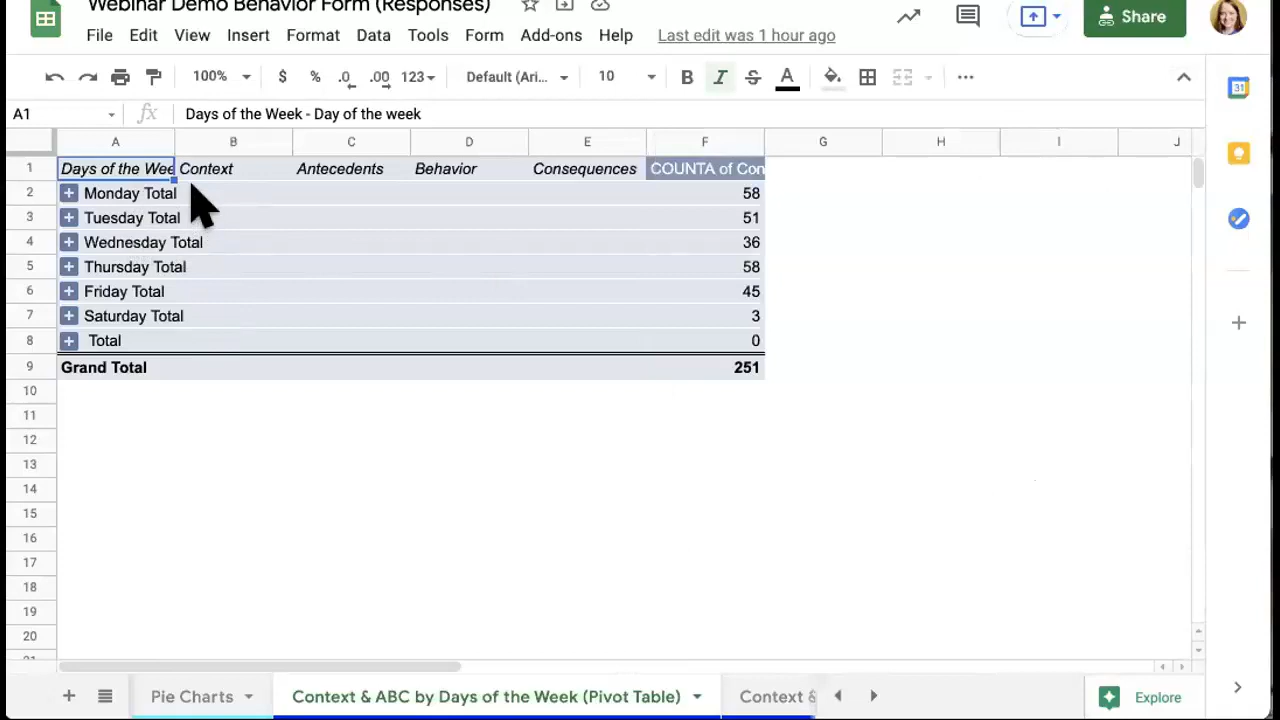 Webinar Demo Behavior Form (Responses)
File Edit View Insert Format Data Tools Form Add-ons Help Last edit was 1 hour ago
Share
100% $ % .0 .00 123 Default (Ari... 10 B I S A
31
A1 fx Days of the Week - Day of the week
A B C D E F G H I J
1 Days of the Wee Context Antecedents Behavior Consequences COUNTA of Con
2 + Monday Total 58
3 + Tuesday Total 51
4 + Wednesday Total 36
5 + Thursday Total 58
6 + Friday Total 45
7 + Saturday Total 3
8 + Total 0
9 Grand Total 251
10
11
12
13
14
15
16
17
18
19
20
+ Pie Charts Context & ABC by Days of the Week (Pivot Table) Context & Explore